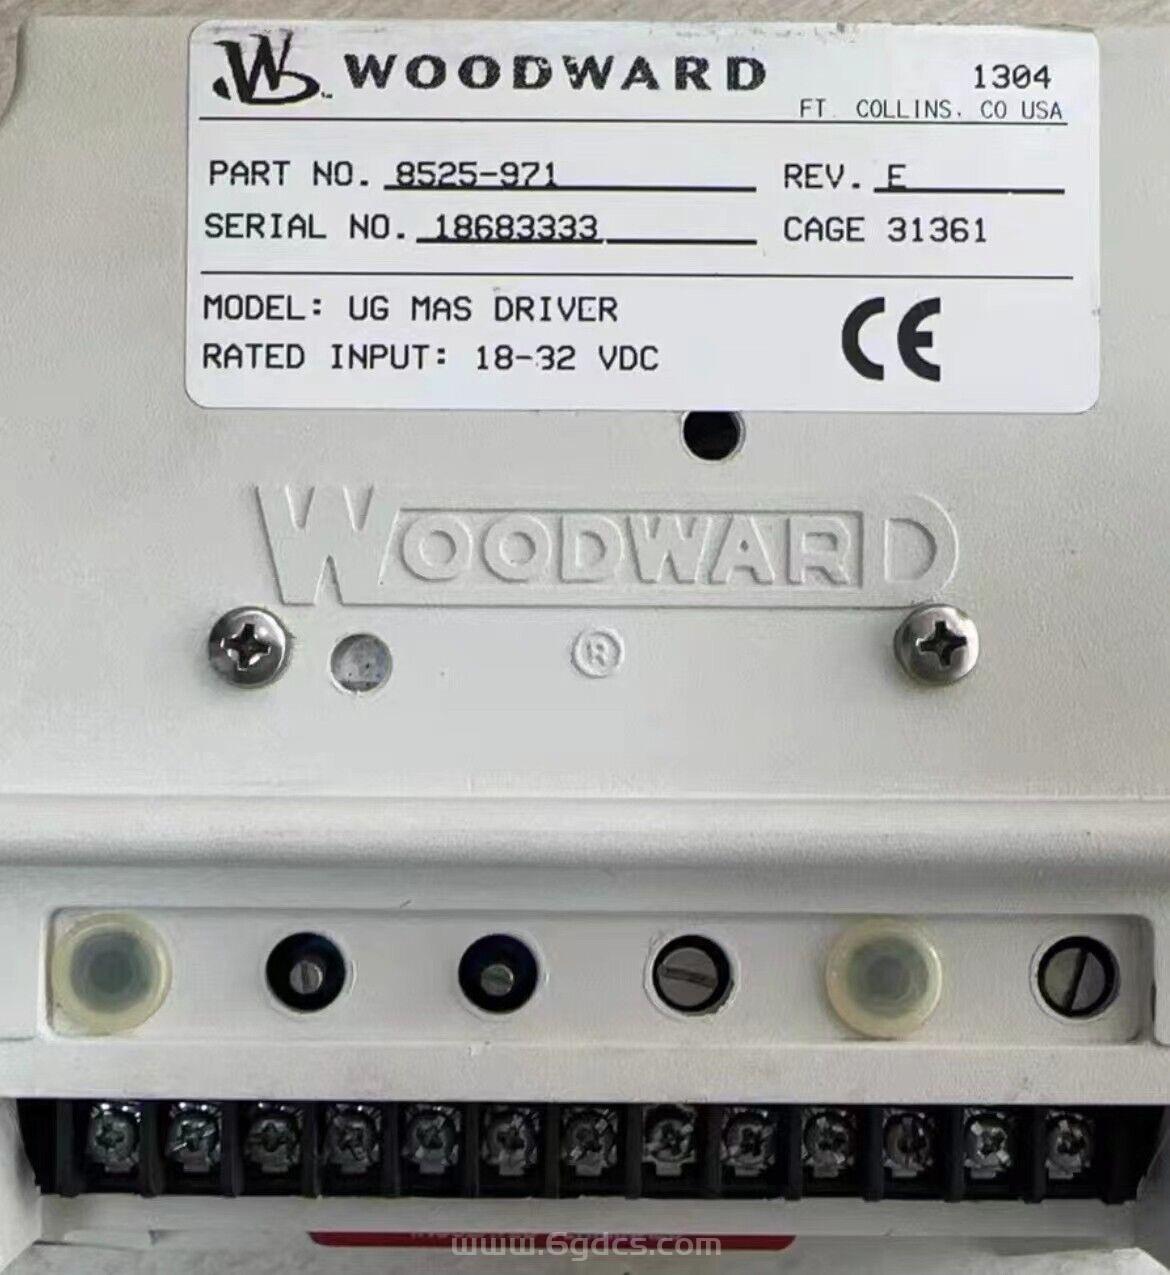 WOODWARD 1304
FT. COLLINS, CO USA
PART NO. 8525-971 REV. E
SERIAL NO. 18683333 CAGE 31361
MODEL: UG MAS DRIVER
RATED INPUT: 18-32 VDC CE
WOODWARD
®
www.6gdcs.com